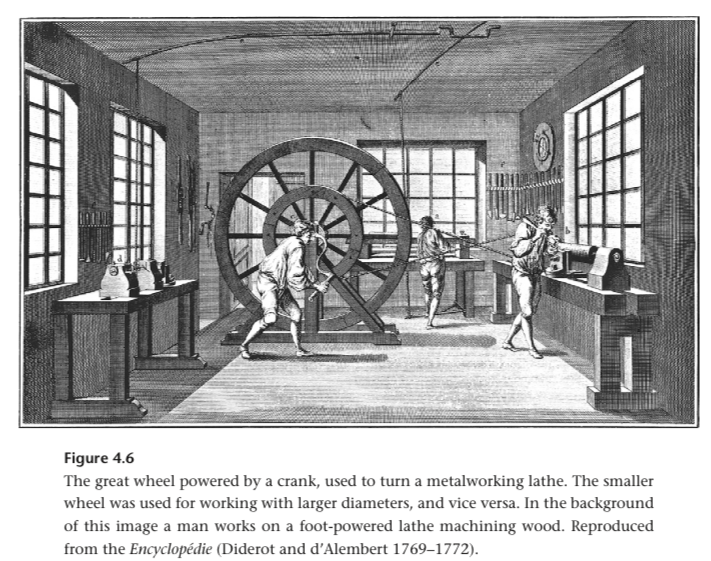 Figure 4.6
The great wheel powered by a crank, used to turn a metalworking lathe. The smaller
wheel was used for working with larger diameters, and vice versa. In the background
of this image a man works on a foot-powered lathe machining wood. Reproduced
from the Encyclopédie (Diderot and d’Alembert 1769–1772).